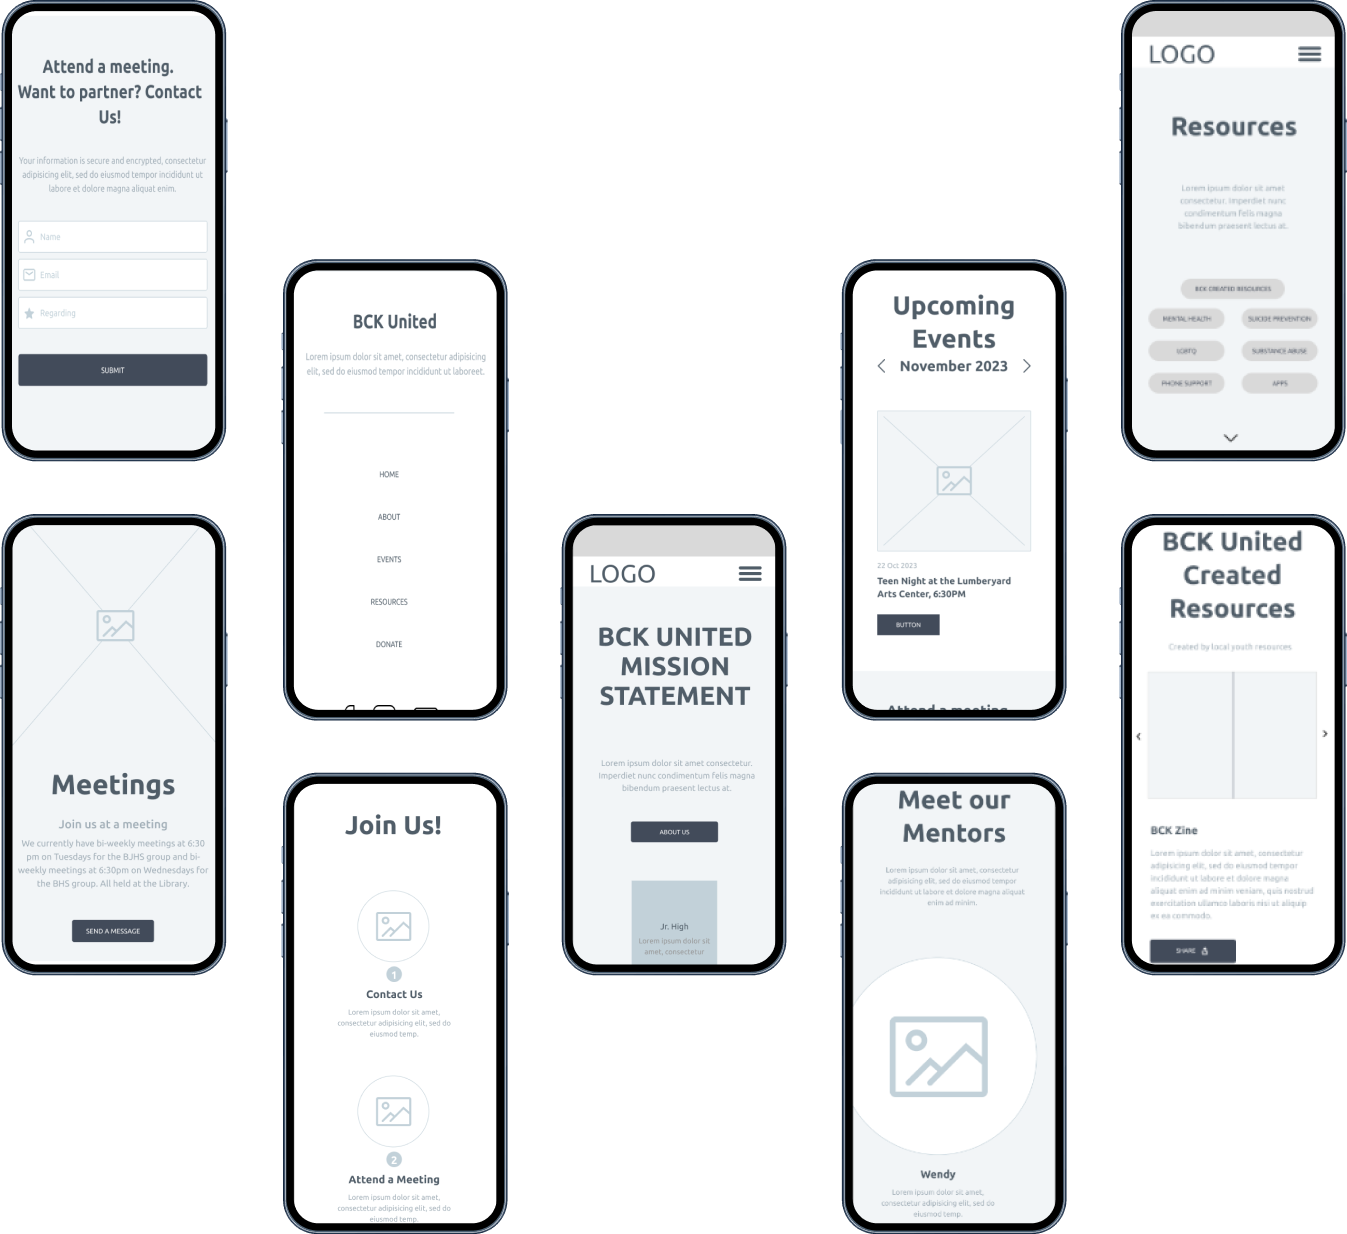 Attend a meeting.
Want to partner? Contact
Us!
Your information is secure and encrypted, consectetur
adipisicing elit, sed do eiusmod tempor incididunt ut
labore et dolore magna aliquat enim.
Name
Email
Regarding
SUBMIT
Meetings
Join us at a meeting
We currently have bi-weekly meetings at 6:30
pm on Tuesdays for the BJHS group and bi-
weekly meetings at 6:30pm on Wednesdays for
the BHS group. All held at the Library.
SEND A MESSAGE
BCK United
Lorem ipsum dolor sit amet, consectetur adipisicing
elit, sed do eiusmod tempor incididunt ut laboreet.
HOME
ABOUT
EVENTS
RESOURCES
DONATE
Join Us!
1
Contact Us
Lorem ipsum dolor sit amet,
consectetur adipisicing elit, sed do
eiusmod temp.
2
Attend a Meeting
Lorem ipsum dolor sit amet,
consectetur adipisicing elit, sed do
eiusmod temp.
LOGO
BCK UNITED
MISSION
STATEMENT
Lorem ipsum dolor sit amet consectetur.
Imperdiet nunc condimentum felis magna
bibendum praesent lectus at.
ABOUT US
Jr. High
Lorem ipsum dolor sit
amet, consectetur
Upcoming
Events
November 2023
22 Oct 2023
Teen Night at the Lumberyard
Arts Center, 6:30PM
BUTTON
Attend a meeting
Meet our
Mentors
Lorem ipsum dolor sit amet, consectetur
adipisicing elit, sed do eiusmod tempor
incididunt ut labore et dolore magna aliquat
enim ad minim.
Wendy
Lorem ipsum dolor sit amet,
consectetur adipisicing elit, sed do
eiusmod temp.
LOGO
Resources
Lorem ipsum dolor sit amet
consectetur. Imperdiet nunc
condimentum felis magna
bibendum praesent lectus at.
BCK CREATED RESOURCES
MENTAL HEALTH
SUICIDE PREVENTION
LGBTQ
SUBSTANCE ABUSE
PHONE SUPPORT
APPS
BCK United
Created
Resources
Created by local youth resources
BCK Zine
Lorem ipsum dolor sit amet, consectetur
adipisicing elit, sed do eiusmod tempor
incididunt ut labore et dolore magna
aliquat enim ad minim veniam, quis nostrud
exercitation ullamco laboris nisi ut aliquip
ex ea commodo.
SHARE